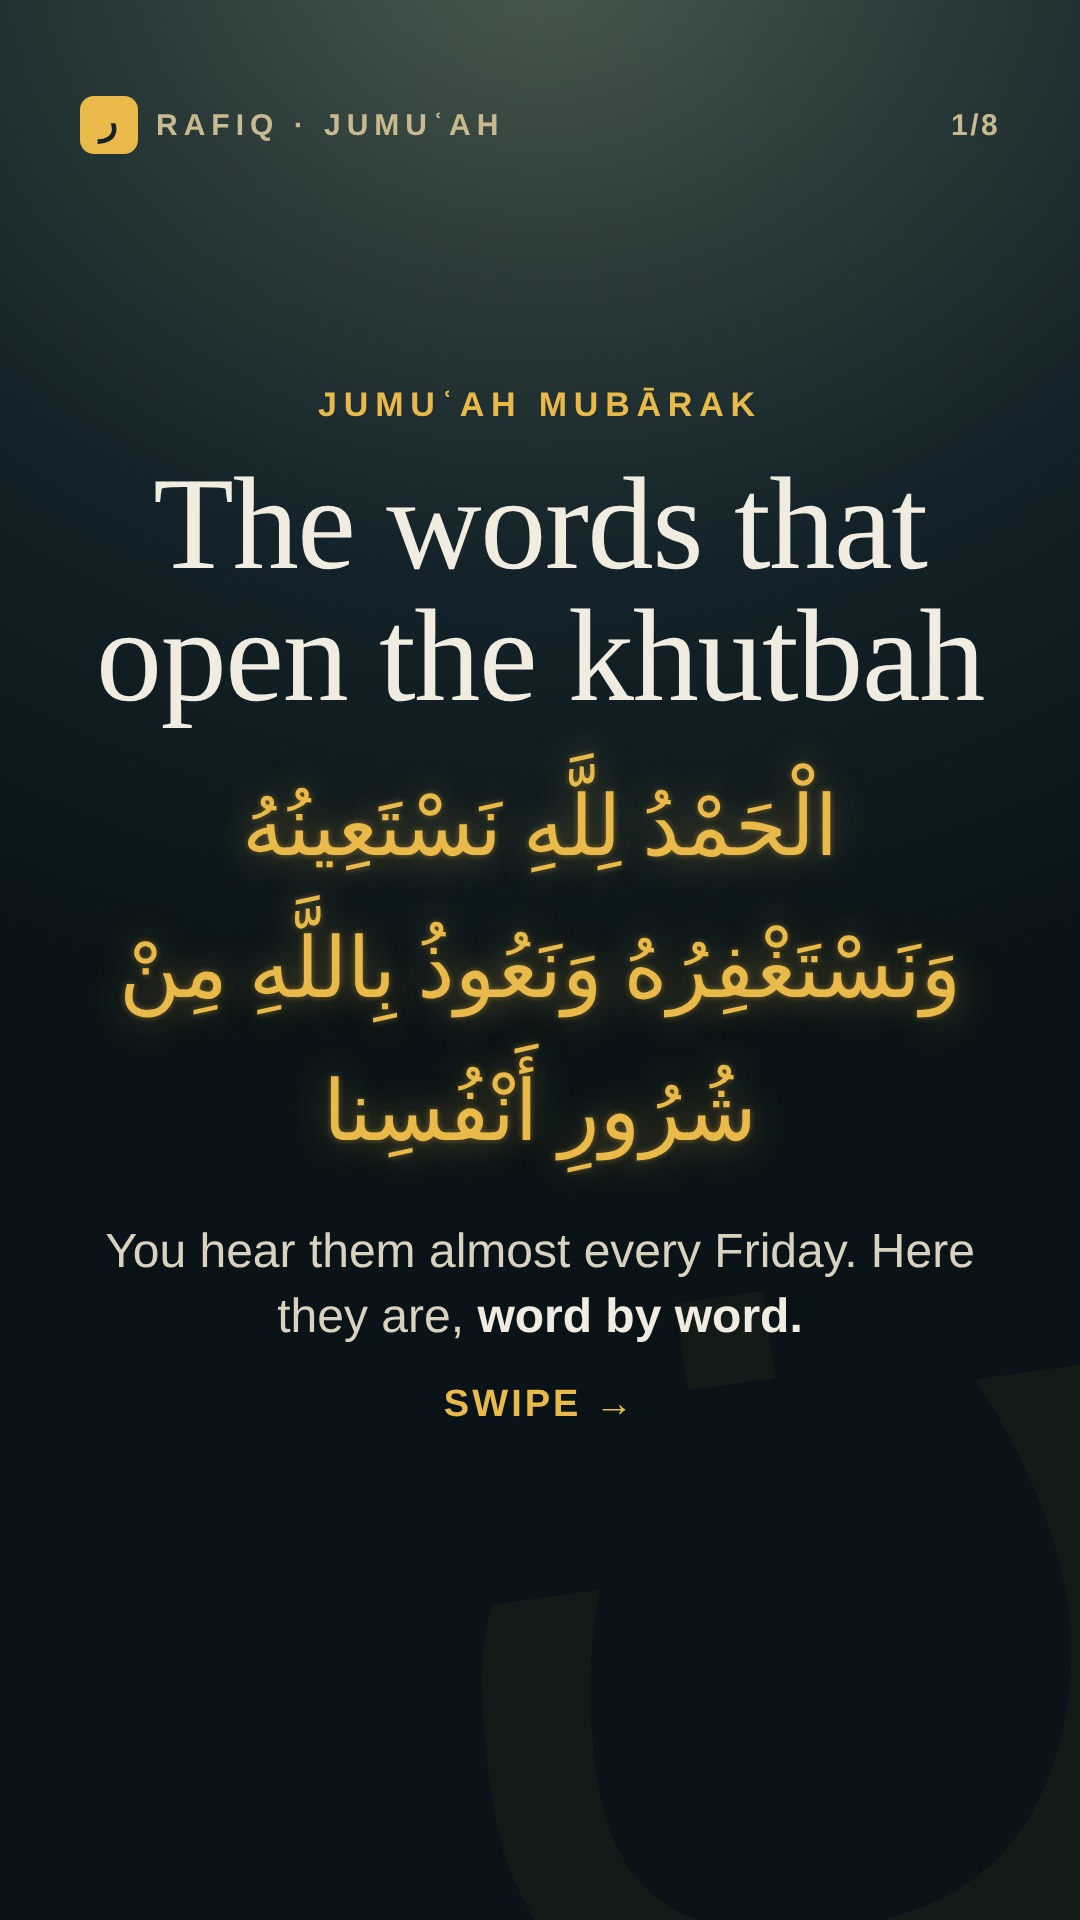 ر RAFIQ · JUMUʿAH 1/8
JUMUʿAH MUBĀRAK
The words that
open the khutbah
الْحَمْدُ لِلَّهِ نَسْتَعِينُهُ
وَنَسْتَغْفِرُهُ وَنَعُوذُ بِاللَّهِ مِنْ
شُرُورِ أَنْفُسِنا
You hear them almost every Friday. Here
they are, word by word.
SWIPE →
ن